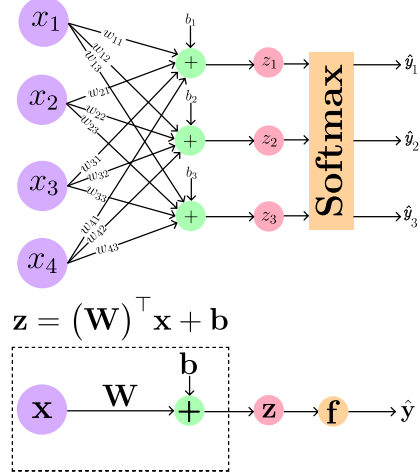 x₁
w₁₁
w₁₂
w₁₃
b₁
+
z₁
ŷ₁
x₂
w₂₁
w₂₂
w₂₃
b₂
+
z₂
Softmax
ŷ₂
x₃
w₃₁
w₃₂
w₃₃
b₃
+
z₃
ŷ₃
x₄
w₄₁
w₄₂
w₄₃
z = (W)⊤x + b
b
x W + z f ŷ